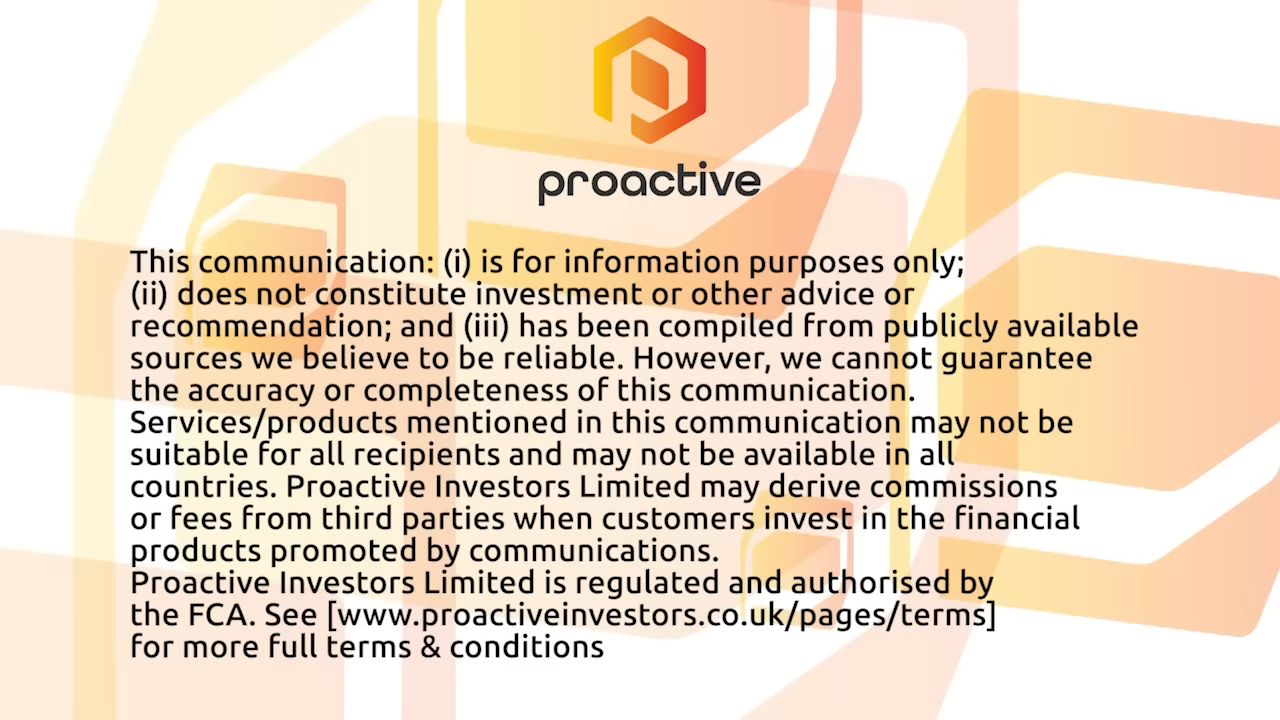 proactive
This communication: (i) is for information purposes only;
(ii) does not constitute investment or other advice or
recommendation; and (iii) has been compiled from publicly available
sources we believe to be reliable. However, we cannot guarantee
the accuracy or completeness of this communication.
Services/products mentioned in this communication may not be
suitable for all recipients and may not be available in all
countries. Proactive Investors Limited may derive commissions
or fees from third parties when customers invest in the financial
products promoted by communications.
Proactive Investors Limited is regulated and authorised by
the FCA. See [www.proactiveinvestors.co.uk/pages/terms]
for more full terms & conditions